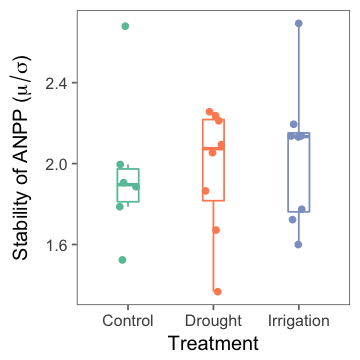 Stability of ANPP (μ/σ)
2.4
2.0
1.6
Control Drought Irrigation
Treatment